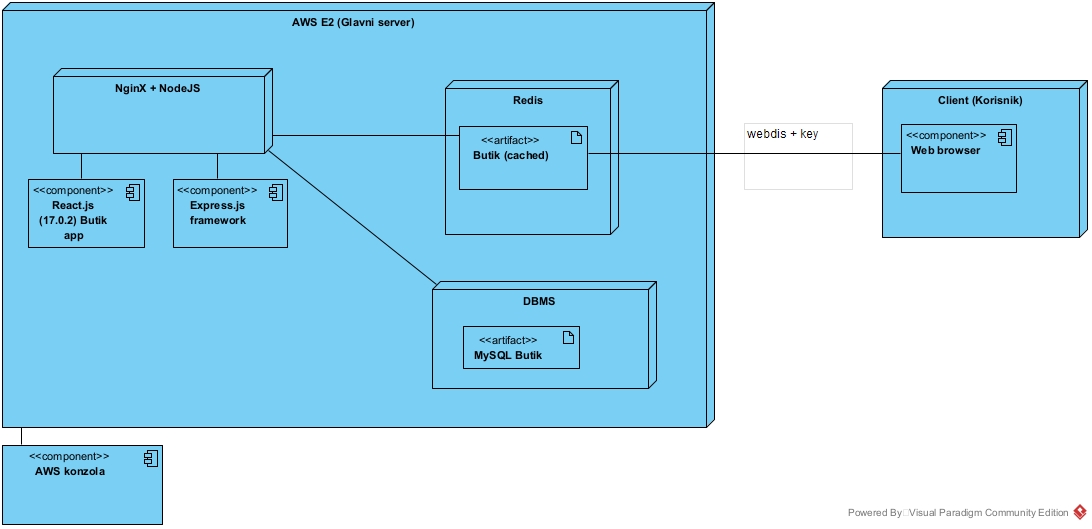 AWS E2 (Glavni server)
NginX + NodeJS
<<component>>
React.js
(17.0.2) Butik
app
<<component>>
Express.js
framework
Redis
<<artifact>>
Butik (cached)
DBMS
<<artifact>>
MySQL Butik
webdis + key
Client (Korisnik)
<<component>>
Web browser
<<component>>
AWS konzola
Powered By Visual Paradigm Community Edition